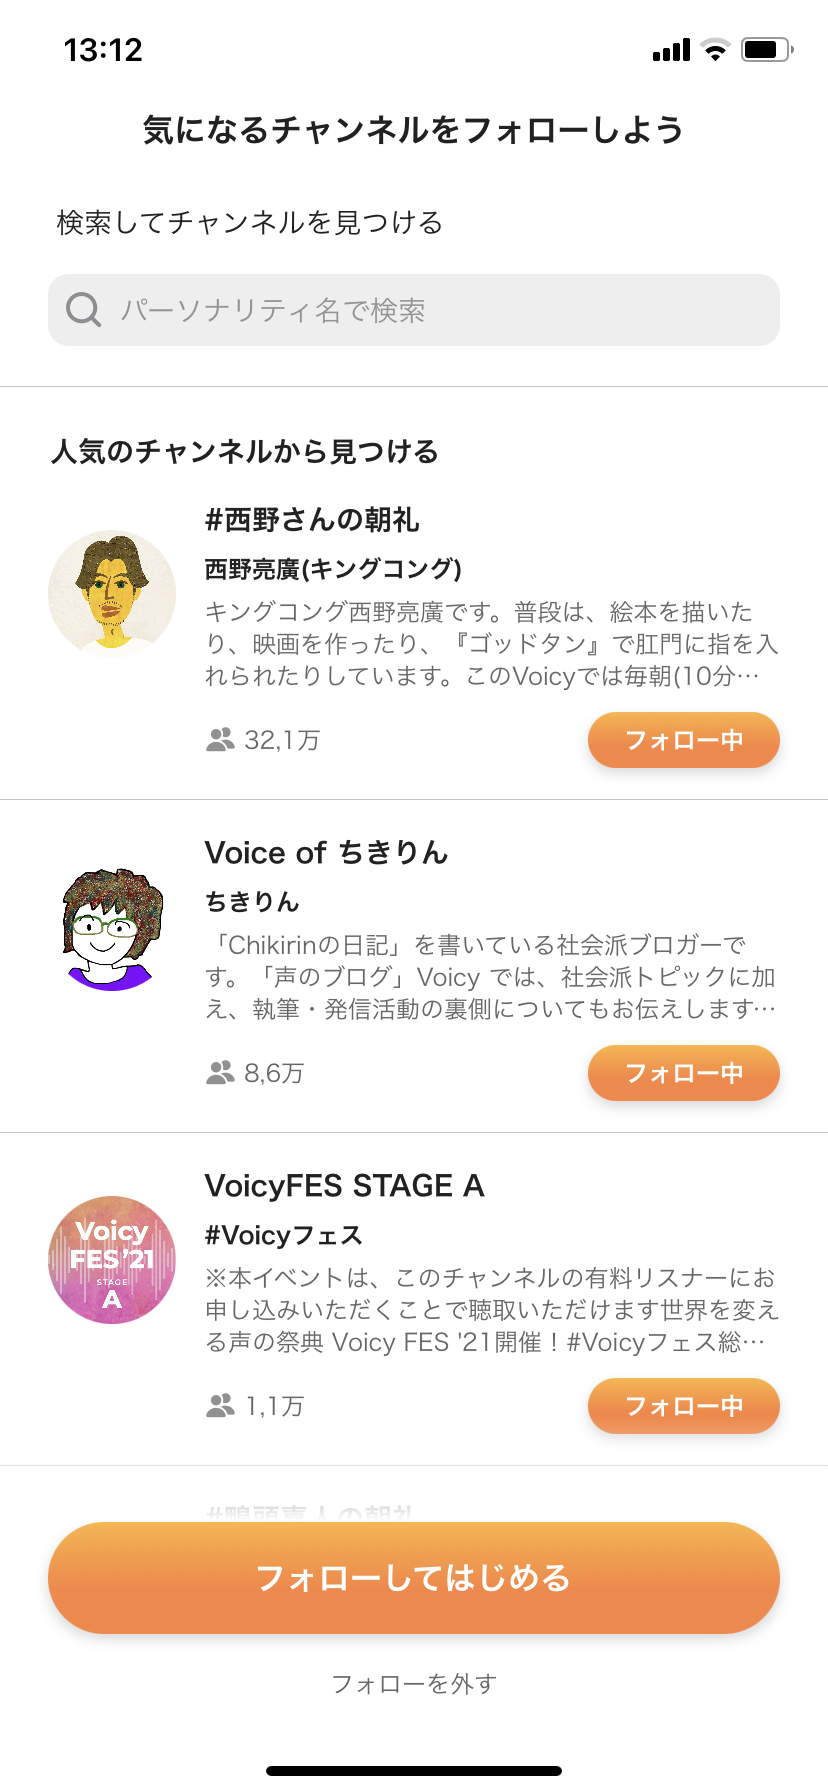 13:12
気になるチャンネルをフォローしよう
検索してチャンネルを見つける
パーソナリティ名で検索
人気のチャンネルから見つける
#西野さんの朝礼
西野亮廣(キングコング)
キングコング西野亮廣です。普段は、絵本を描いた
り、映画を作ったり、『ゴッドタン』で肛門に指を入
れられたりしています。このVoicyでは毎朝(10分…
32,1万
フォロー中
Voice of ちきりん
ちきりん
「Chikirinの日記」を書いている社会派ブロガーで
す。「声のブログ」Voicy では、社会派トピックに加
え、執筆・発信活動の裏側についてもお伝えします…
8,6万
フォロー中
VoicyFES STAGE A
Voicy
FES '21
STAGE
A
#Voicyフェス
※本イベントは、このチャンネルの有料リスナーにお
申し込みいただくことで聴取いただけます世界を変え
る声の祭典 Voicy FES '21開催！#Voicyフェス総…
1,1万
フォロー中
#鴨頭嘉人の朝礼
フォローしてはじめる
フォローを外す